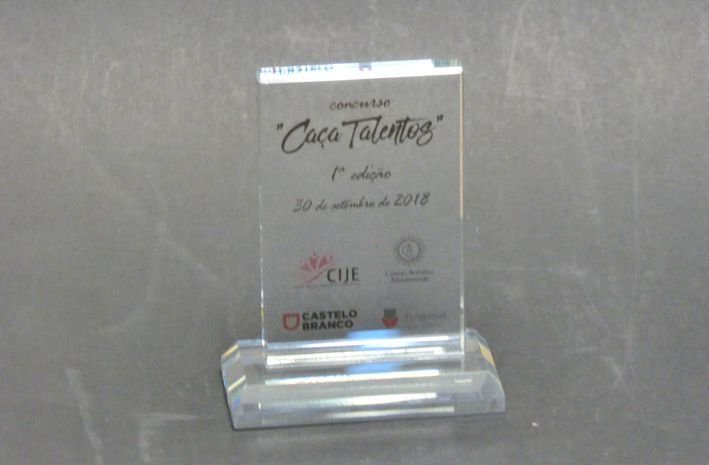 concurso
"Caça Talentos"
1ª edição
30 de setembro de 2018
CIJE
CASTELO
BRANCO